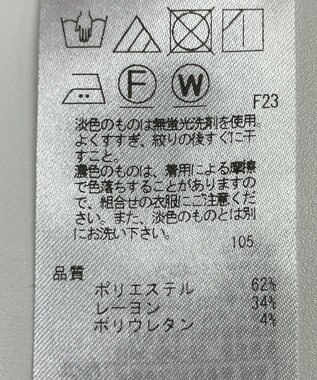 F
W
F23
淡色のものは無蛍光洗剤を使用、
よくすすぎ、絞りの後すぐに干
すこと。
濃色のものは、着用による摩擦
で色落ちすることがありますの
で、組合せの衣服にご注意くだ
さい。また、淡色のものとは別
にお洗い下さい。
105
品質
ポリエステル 62%
レーヨン 34%
ポリウレタン 4%